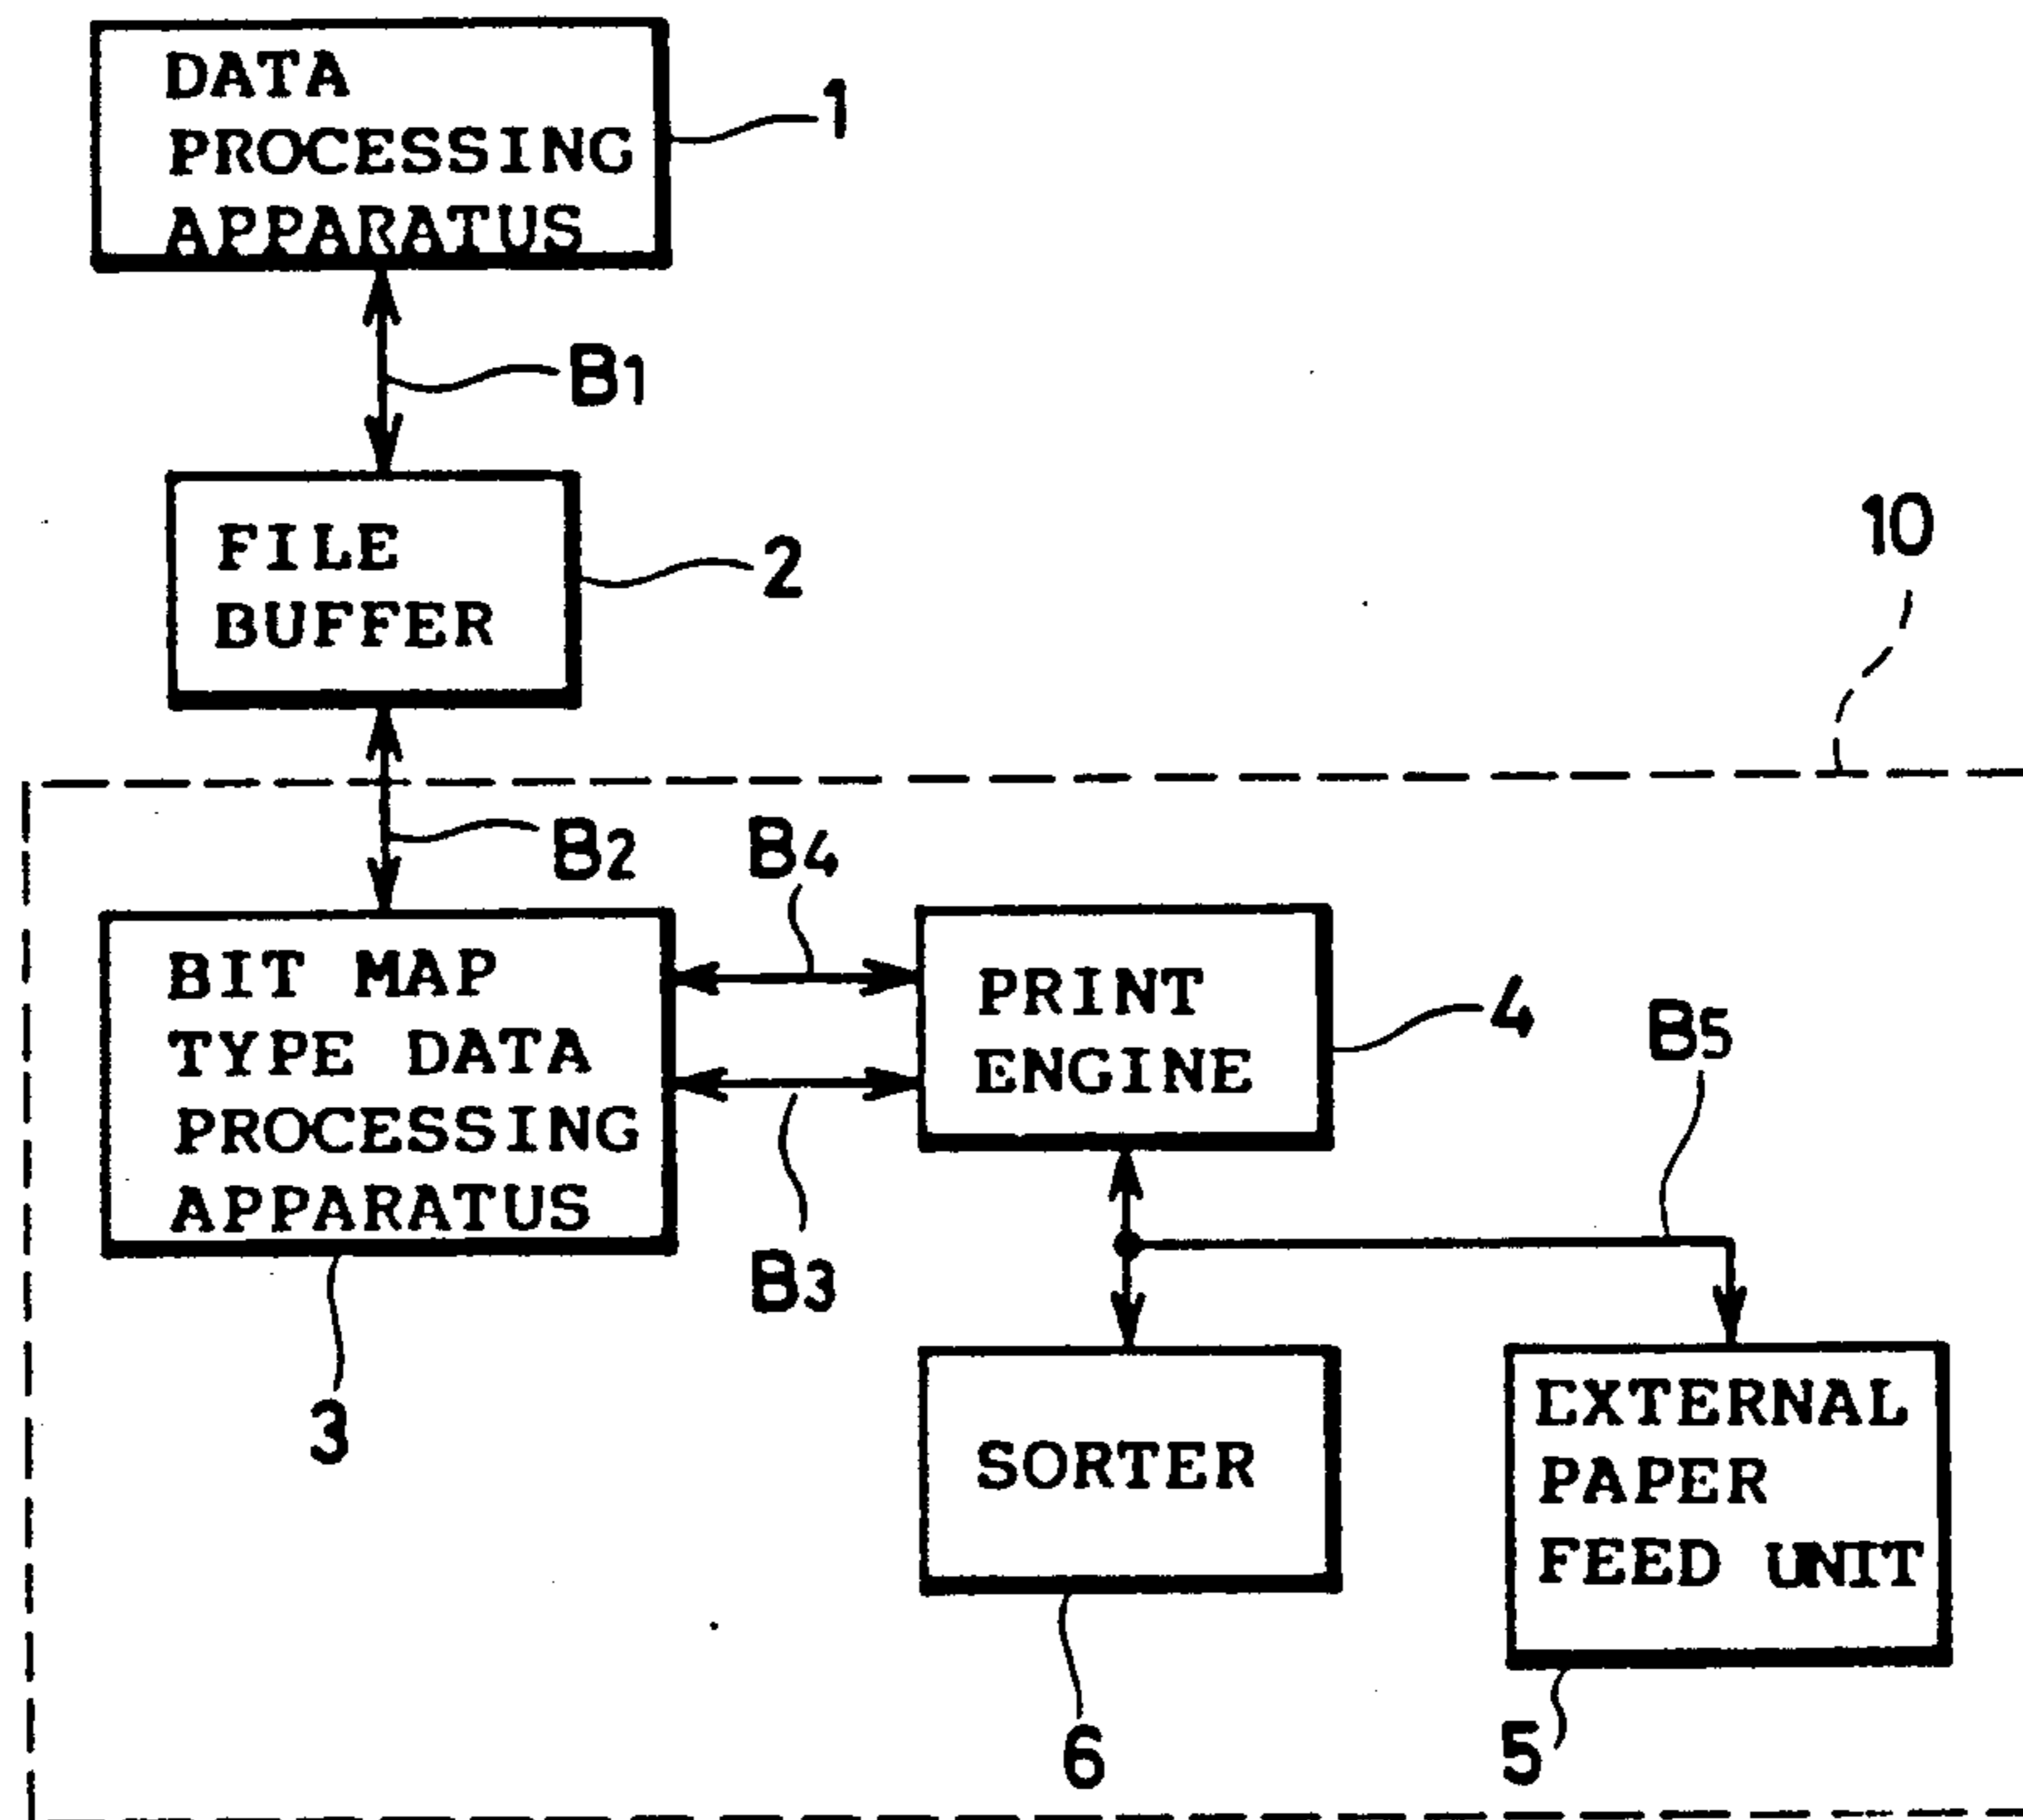 DATA
PROCESSING
APPARATUS
1
B1
FILE
BUFFER
2
10
B2
B4
BIT MAP
TYPE DATA
PROCESSING
APPARATUS
3
B3
PRINT
ENGINE
4
B5
SORTER
6
EXTERNAL
PAPER
FEED UNIT
5